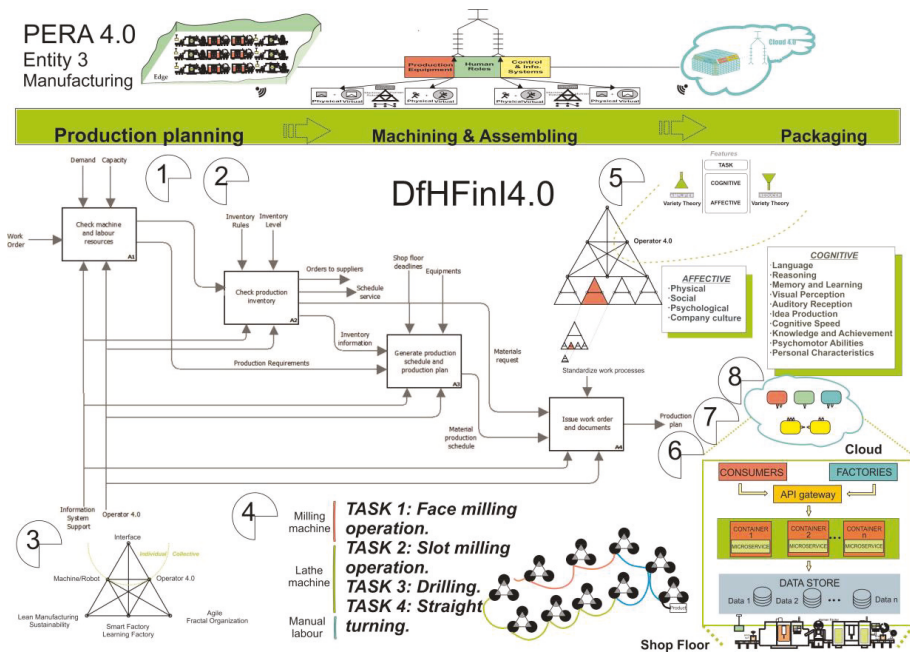 PERA 4.0
Entity 3
Manufacturing
Edge
Production
Equipment
Human
Roles
Control
& Info.
Systems
Physical Virtual
Physical Virtual
Physical Virtual
Physical Virtual
Cloud 4.0
Production planning
Machining & Assembling
Packaging
DfHFinI4.0
1
2
Demand
Capacity
Work
Order
Check machine
and labour
resources
A1
Inventory
Rules
Inventory
Level
Check production
inventory
A2
Orders to suppliers
Schedule
service
Shop floor
deadlines
Equipments
Inventory
information
Production Requirements
Generate production
schedule and
production plan
A3
Materials
request
Material
production
schedule
Standardize work processes
Issue work order
and documents
A4
Production
plan
Information
System
Support
Operator 4.0
5
Operator 4.0
Features
TASK
COGNITIVE
AFFECTIVE
Variety Theory
Variety Theory
AFFECTIVE
·Physical
·Social
·Psychological
·Company culture
COGNITIVE
·Language
·Reasoning
·Memory and Learning
·Visual Perception
·Auditory Reception
·Idea Production
·Cognitive Speed
·Knowledge and Achievement
·Psychomotor Abilities
·Personal Characteristics
6
7
8
3
Interface
Individual
Collective
Machine/Robot
Operator 4.0
Lean Manufacturing
Sustainability
Smart Factory
Learning Factory
Agile
Fractal Organization
4
Milling
machine
Lathe
machine
Manual
labour
TASK 1: Face milling
operation.
TASK 2: Slot milling
operation.
TASK 3: Drilling.
TASK 4: Straight
turning.
Cloud
CONSUMERS
FACTORIES
API gateway
CONTAINER
1
MICROSERVICE
CONTAINER
2
MICROSERVICE
CONTAINER
n
MICROSERVICE
DATA STORE
Data 1
Data 2
Data n
Shop Floor